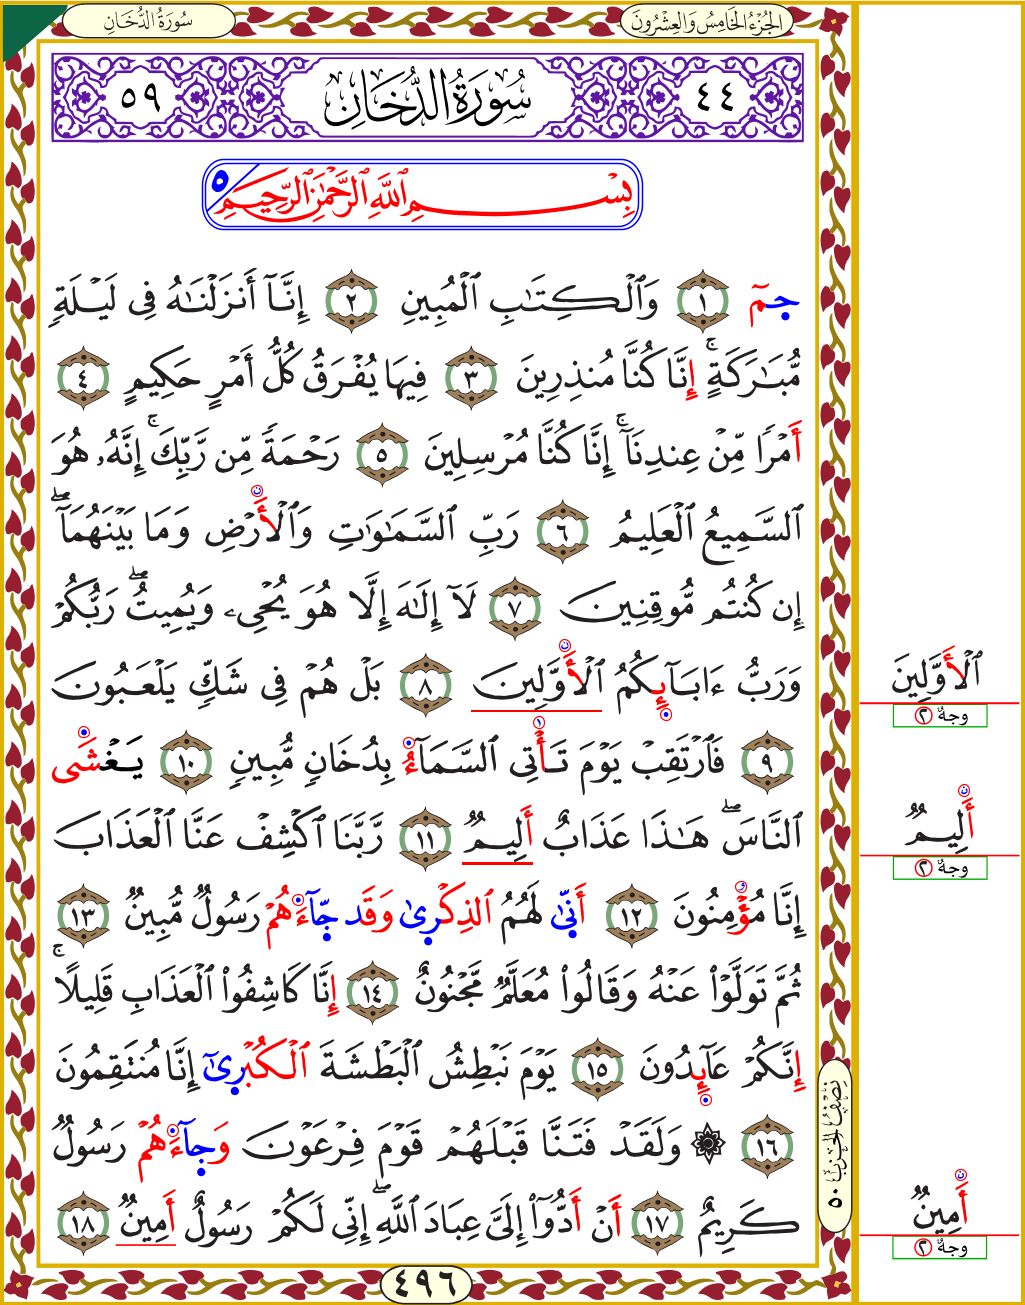 الجُزْءُ الخَامِسُ وَالعِشْرُونَ
سُورَةُ الدُّخَانِ
٤٤ سُورَةُ الدُّخَانِ ٥٩
بِسْمِ ٱللَّهِ ٱلرَّحْمَٰنِ ٱلرَّحِيمِ ٥
حمٓ ١ وَٱلْكِتَٰبِ ٱلْمُبِينِ ٢ إِنَّآ أَنزَلْنَٰهُ فِى لَيْلَةٍ
مُّبَٰرَكَةٍ ۚ إِنَّا كُنَّا مُنذِرِينَ ٣ فِيهَا يُفْرَقُ كُلُّ أَمْرٍ حَكِيمٍ ٤
أَمْرًا مِّنْ عِندِنَآ ۚ إِنَّا كُنَّا مُرْسِلِينَ ٥ رَحْمَةً مِّن رَّبِّكَ ۚ إِنَّهُۥ هُوَ
ٱلسَّمِيعُ ٱلْعَلِيمُ ٦ رَبِّ ٱلسَّمَٰوَٰتِ وَٱلْأَرْضِ وَمَا بَيْنَهُمَآ ۖ
إِن كُنتُم مُّوقِنِينَ ٧ لَآ إِلَٰهَ إِلَّا هُوَ يُحْىِۦ وَيُمِيتُ ۖ رَبُّكُمْ
وَرَبُّ ءَابَآئِكُمُ ٱلْأَوَّلِينَ ٨ بَلْ هُمْ فِى شَكٍّ يَلْعَبُونَ
٩ فَٱرْتَقِبْ يَوْمَ تَأْتِى ٱلسَّمَآءُ بِدُخَانٍ مُّبِينٍ ١٠ يَغْشَى
ٱلنَّاسَ ۖ هَٰذَا عَذَابٌ أَلِيمٌ ١١ رَّبَّنَا ٱكْشِفْ عَنَّا ٱلْعَذَابَ
إِنَّا مُؤْمِنُونَ ١٢ أَنَّىٰ لَهُمُ ٱلذِّكْرَىٰ وَقَدْ جَآءَهُمْ رَسُولٌ مُّبِينٌ ١٣
ثُمَّ تَوَلَّوْا۟ عَنْهُ وَقَالُوا۟ مُعَلَّمٌ مَّجْنُونٌ ١٤ إِنَّا كَاشِفُوا۟ ٱلْعَذَابِ قَلِيلًا ۚ
إِنَّكُمْ عَآئِدُونَ ١٥ يَوْمَ نَبْطِشُ ٱلْبَطْشَةَ ٱلْكُبْرَىٰٓ إِنَّا مُنتَقِمُونَ
١٦ ۞ وَلَقَدْ فَتَنَّا قَبْلَهُمْ قَوْمَ فِرْعَوْنَ وَجَآءَهُمْ رَسُولٌ
كَرِيمٌ ١٧ أَنْ أَدُّوٓا۟ إِلَىَّ عِبَادَ ٱللَّهِ ۖ إِنِّى لَكُمْ رَسُولٌ أَمِينٌ ١٨
٤٩٦
ٱلْأَوَّلِينَ
وجهٌ ٢
أَلِيمٌ
وجهٌ ٢
أَمِينٌ
وجهٌ ٢
نِصْفُ الحِزْبِ ٥٠